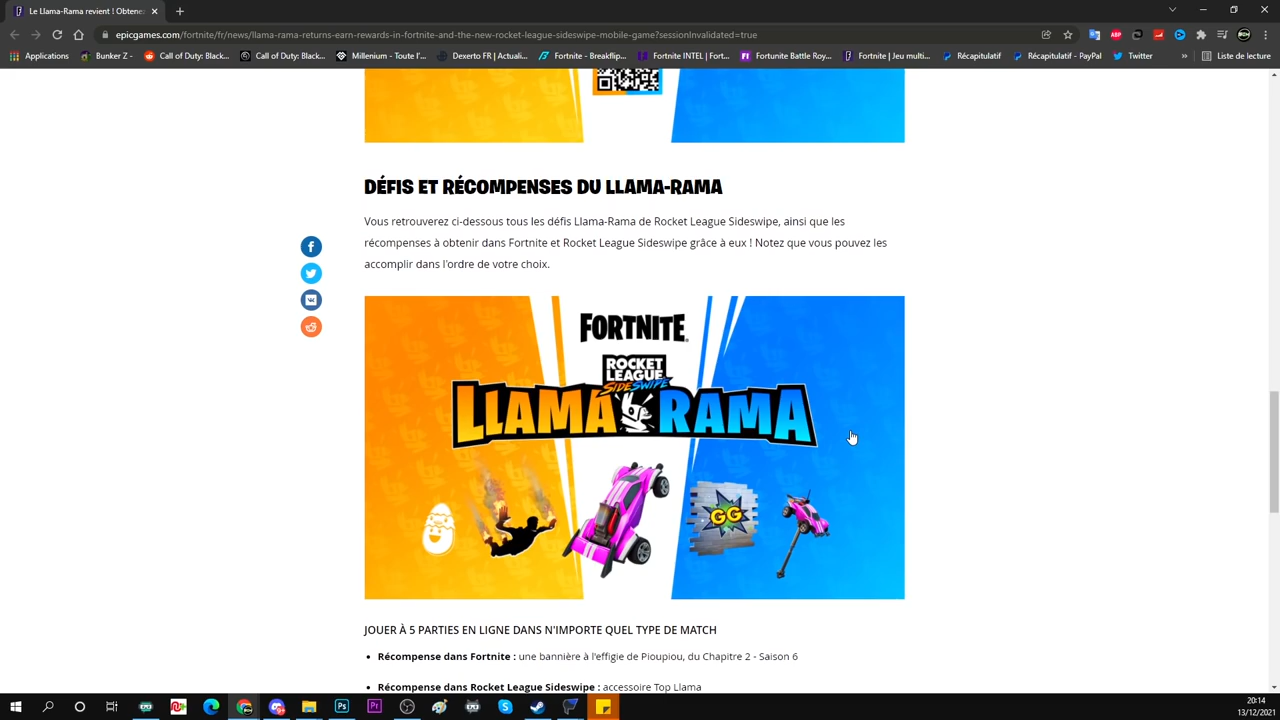 Le Llama-Rama revient ! Obtenez
epicgames.com/fortnite/fr/news/llama-rama-returns-earn-rewards-in-fortnite-and-the-new-rocket-league-sideswipe-mobile-game?sessionInvalidated=true
Applications
Bunker Z -
Call of Duty: Black...
Call of Duty: Black...
Millenium - Toute l'...
Dexerto FR | Actuali...
Fortnite - Breakflip...
Fortnite INTEL | Fort...
Fortunite Battle Roy...
Fortnite | Jeu multi...
Récapitulatif - Pay...
Récapitulatif - PayPal
Twitter
»
Liste de lecture
DÉFIS ET RÉCOMPENSES DU LLAMA-RAMA
Vous retrouverez ci-dessous tous les défis Llama-Rama de Rocket League Sideswipe, ainsi que les
récompenses à obtenir dans Fortnite et Rocket League Sideswipe grâce à eux ! Notez que vous pouvez les
accomplir dans l'ordre de votre choix.
FORTNITE
ROCKET
LEAGUE
SIDESWIPE
LLAMA RAMA
GG
JOUER À 5 PARTIES EN LIGNE DANS N'IMPORTE QUEL TYPE DE MATCH
• Récompense dans Fortnite : une bannière à l'effigie de Pioupiou, du Chapitre 2 - Saison 6
• Récompense dans Rocket League Sideswipe : accessoire Top Llama
20:14
13/12/2021